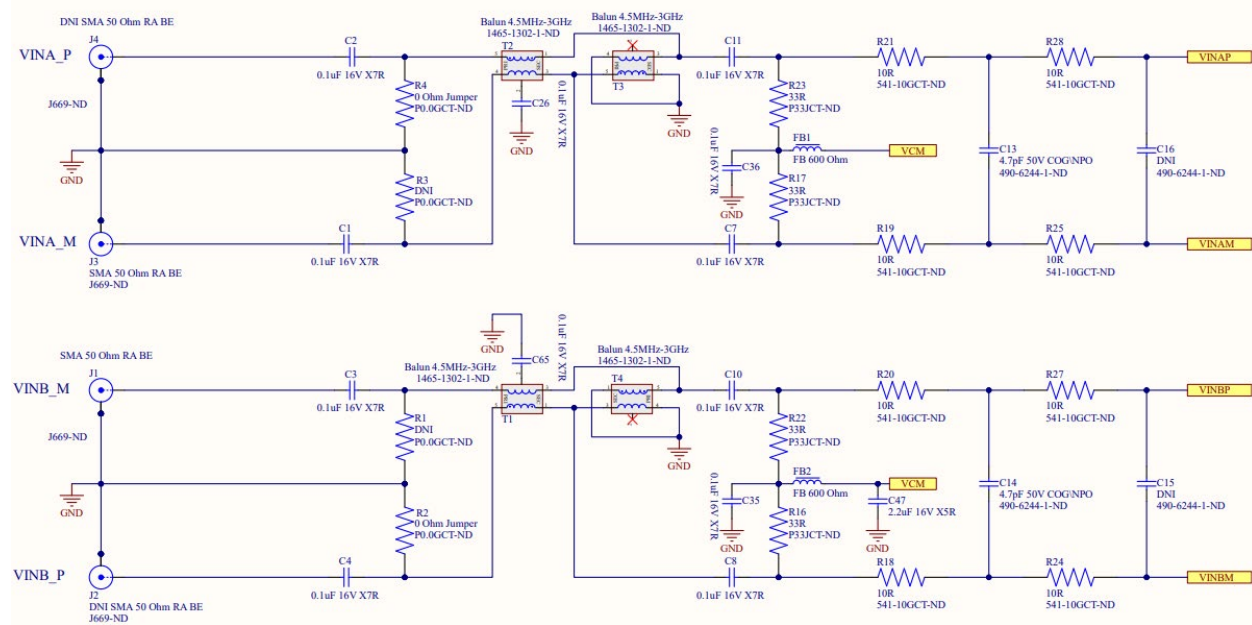 DNI SMA 50 Ohm RA BE
J4
VINA_P
J669-ND
GND
VINA_M
J3
SMA 50 Ohm RA BE
J669-ND
C2
0.1uF 16V X7R
R4
0 Ohm Jumper
P0.0GCT-ND
R3
DNI
P0.0GCT-ND
C1
0.1uF 16V X7R
Balun 4.5MHz-3GHz
1465-1302-1-ND
T2
C26
GND
0.1uF 16V X7R
Balun 4.5MHz-3GHz
1465-1302-1-ND
T3
GND
C11
0.1uF 16V X7R
R23
33R
P33JCT-ND
FB1
FB 600 Ohm
VCM
0.1uF 16V X7R
C36
GND
R17
33R
P33JCT-ND
C7
0.1uF 16V X7R
R21
10R
541-10GCT-ND
R28
10R
541-10GCT-ND
VINAP
C13
4.7pF 50V COG\NPO
490-6244-1-ND
C16
DNI
490-6244-1-ND
R19
10R
541-10GCT-ND
R25
10R
541-10GCT-ND
VINAM
SMA 50 Ohm RA BE
J1
VINB_M
J669-ND
GND
VINB_P
J2
DNI SMA 50 Ohm RA BE
J669-ND
C3
0.1uF 16V X7R
R1
DNI
P0.0GCT-ND
R2
0 Ohm Jumper
P0.0GCT-ND
C4
0.1uF 16V X7R
GND
C65
0.1uF 16V X7R
Balun 4.5MHz-3GHz
1465-1302-1-ND
T1
Balun 4.5MHz-3GHz
1465-1302-1-ND
T4
GND
C10
0.1uF 16V X7R
R22
33R
P33JCT-ND
FB2
FB 600 Ohm
VCM
C47
2.2uF 16V X5R
GND
0.1uF 16V X7R
C35
GND
R16
33R
P33JCT-ND
C8
0.1uF 16V X7R
R20
10R
541-10GCT-ND
R27
10R
541-10GCT-ND
VINBP
C14
4.7pF 50V COG\NPO
490-6244-1-ND
C15
DNI
490-6244-1-ND
R18
10R
541-10GCT-ND
R24
10R
541-10GCT-ND
VINBM